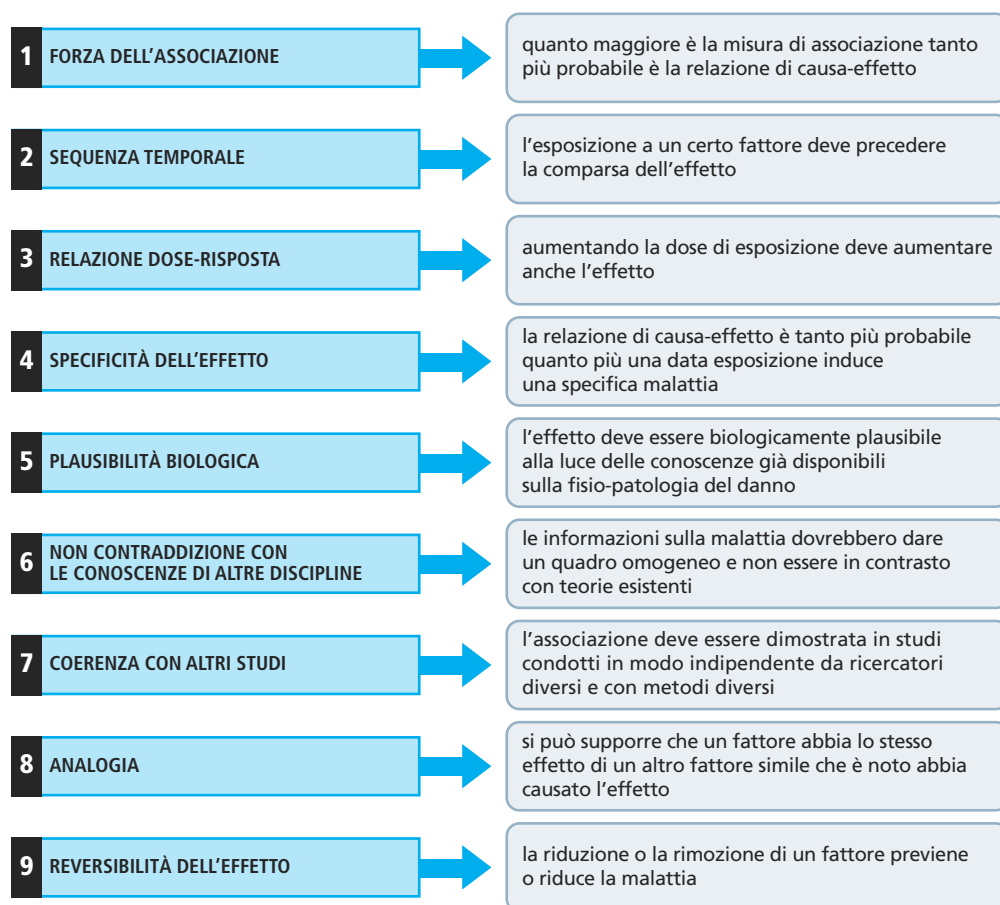 1 FORZA DELL'ASSOCIAZIONE
quanto maggiore è la misura di associazione tanto
più probabile è la relazione di causa-effetto
2 SEQUENZA TEMPORALE
l'esposizione a un certo fattore deve precedere
la comparsa dell'effetto
3 RELAZIONE DOSE-RISPOSTA
aumentando la dose di esposizione deve aumentare
anche l'effetto
4 SPECIFICITÀ DELL'EFFETTO
la relazione di causa-effetto è tanto più probabile
quanto più una data esposizione induce
una specifica malattia
5 PLAUSIBILITÀ BIOLOGICA
l'effetto deve essere biologicamente plausibile
alla luce delle conoscenze già disponibili
sulla fisio-patologia del danno
6 NON CONTRADDIZIONE CON
LE CONOSCENZE DI ALTRE DISCIPLINE
le informazioni sulla malattia dovrebbero dare
un quadro omogeneo e non essere in contrasto
con teorie esistenti
7 COERENZA CON ALTRI STUDI
l'associazione deve essere dimostrata in studi
condotti in modo indipendente da ricercatori
diversi e con metodi diversi
8 ANALOGIA
si può supporre che un fattore abbia lo stesso
effetto di un altro fattore simile che è noto abbia
causato l'effetto
9 REVERSIBILITÀ DELL'EFFETTO
la riduzione o la rimozione di un fattore previene
o riduce la malattia